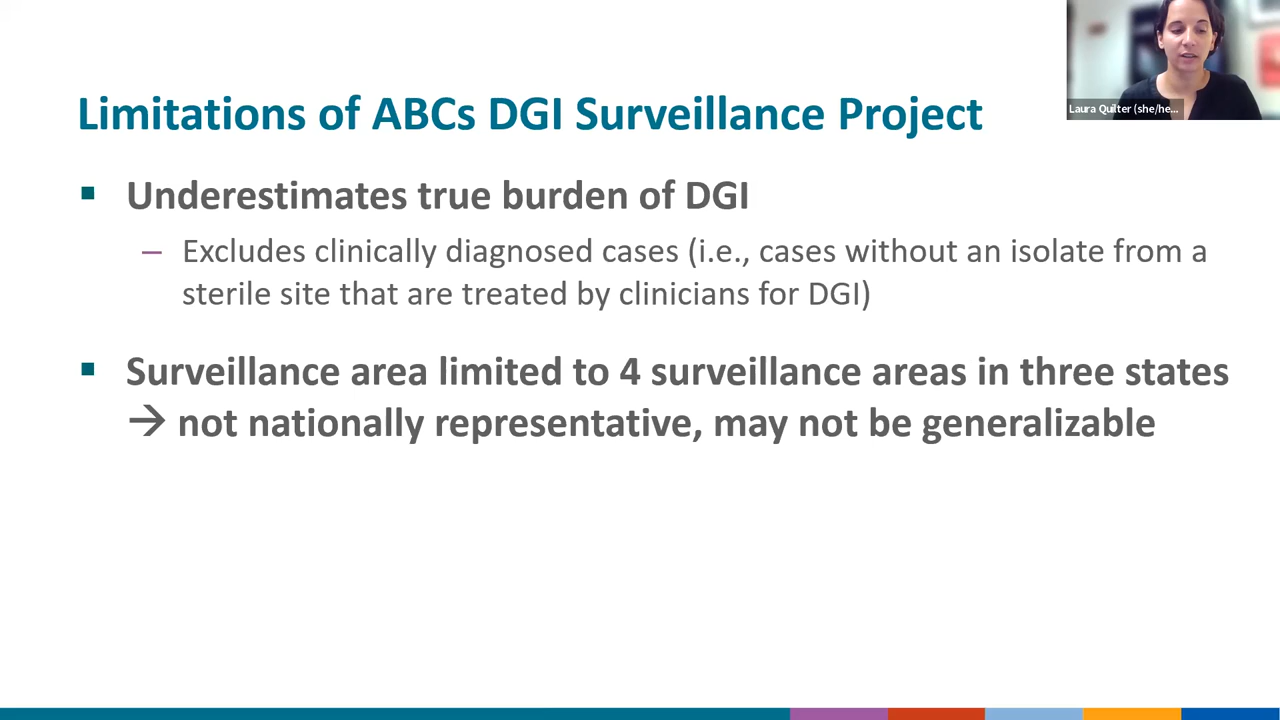 Laura Quilter (she/he...
Limitations of ABCs DGI Surveillance Project
▪ Underestimates true burden of DGI
– Excludes clinically diagnosed cases (i.e., cases without an isolate from a
sterile site that are treated by clinicians for DGI)
▪ Surveillance area limited to 4 surveillance areas in three states
→ not nationally representative, may not be generalizable